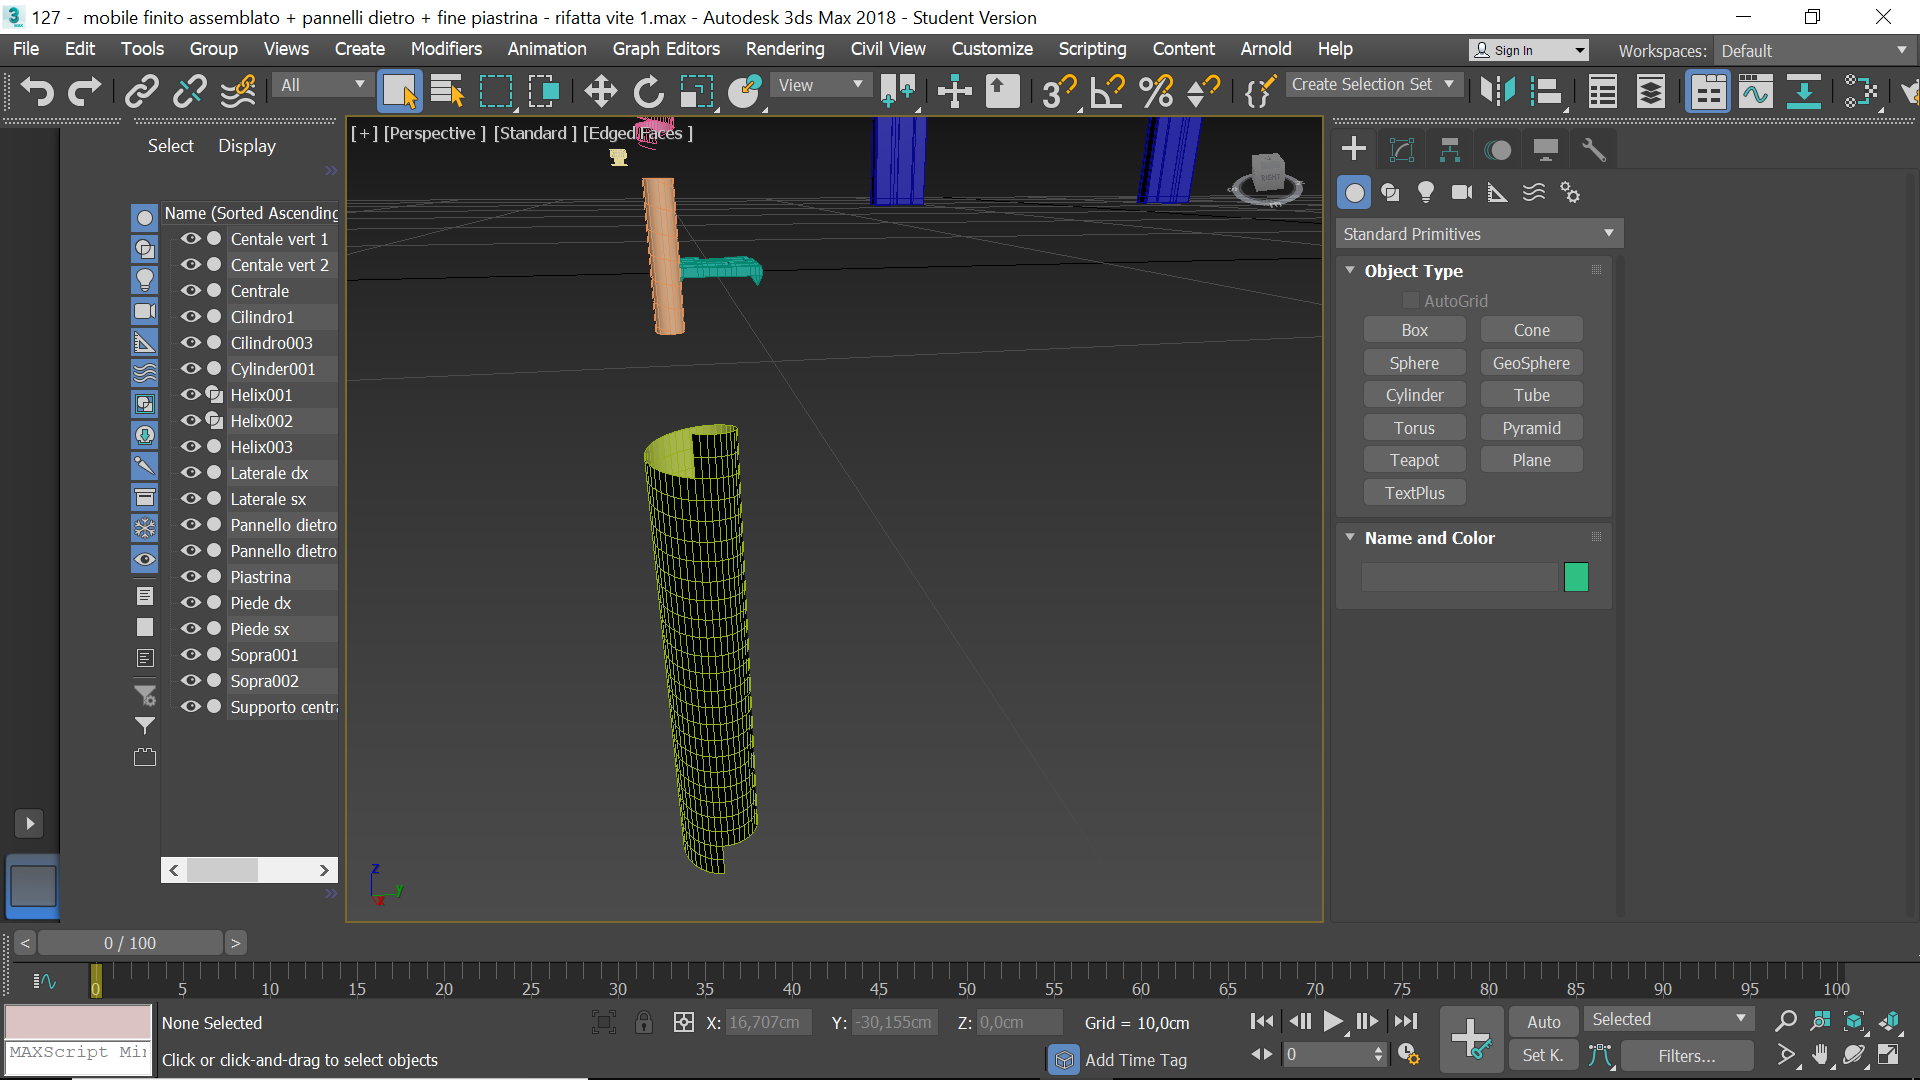 127 - mobile finito assemblato + pannelli dietro + fine piastrina - rifatta vite 1.max - Autodesk 3ds Max 2018 - Student Version
File Edit Tools Group Views Create Modifiers Animation Graph Editors Rendering Civil View Customize Scripting Content Arnold Help
Sign In
Workspaces: Default
All
View
Create Selection Set
Select Display
Name (Sorted Ascending
Centale vert 1
Centale vert 2
Centrale
Cilindro1
Cilindro003
Cylinder001
Helix001
Helix002
Helix003
Laterale dx
Laterale sx
Pannello dietro
Pannello dietro
Piastrina
Piede dx
Piede sx
Sopra001
Sopra002
Supporto centra
[+] [Perspective ] [Standard ] [Edged Faces ]
RIGHT
z
y
x
Standard Primitives
Object Type
AutoGrid
Box Cone
Sphere GeoSphere
Cylinder Tube
Torus Pyramid
Teapot Plane
TextPlus
Name and Color
< 0 / 100 >
0 5 10 15 20 25 30 35 40 45 50 55 60 65 70 75 80 85 90 95 100
None Selected
X: 16,707cm Y: -30,155cm Z: 0,0cm
Grid = 10,0cm
Auto
Selected
MAXScript Mi
Click or click-and-drag to select objects
Add Time Tag
0
Set K.
Filters...